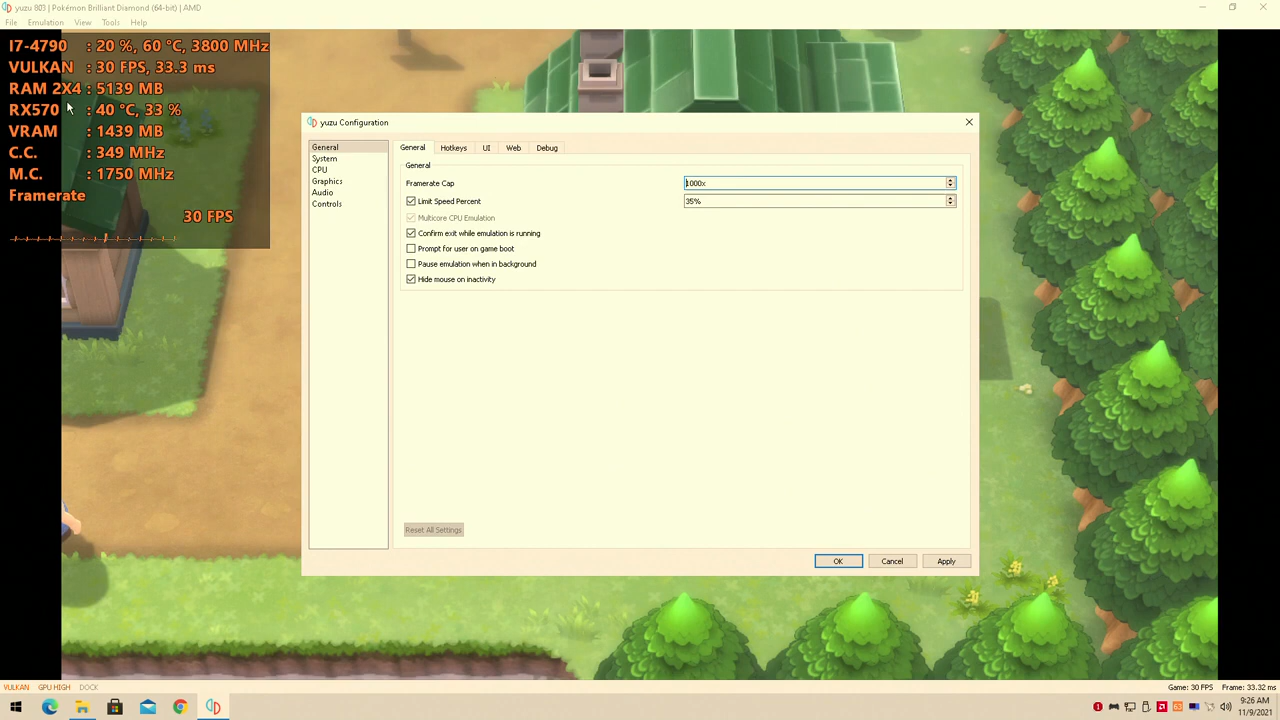 yuzu 803 | Pokémon Brilliant Diamond (64-bit) | AMD
File Emulation View Tools Help
I7-4790 : 20 %, 60 °C, 3800 MHz
VULKAN : 30 FPS, 33.3 ms
RAM 2X4 : 5139 MB
RX570 : 40 °C, 33 %
VRAM : 1439 MB
C.C. : 349 MHz
M.C. : 1750 MHz
Framerate
30 FPS
yuzu Configuration
General
System
CPU
Graphics
Audio
Controls
General Hotkeys UI Web Debug
General
Framerate Cap 1000x
Limit Speed Percent 35%
Multicore CPU Emulation
Confirm exit while emulation is running
Prompt for user on game boot
Pause emulation when in background
Hide mouse on inactivity
Reset All Settings
OK Cancel Apply
VULKAN GPU HIGH DOCK Game: 30 FPS Frame: 33.32 ms
9:26 AM
11/9/2021